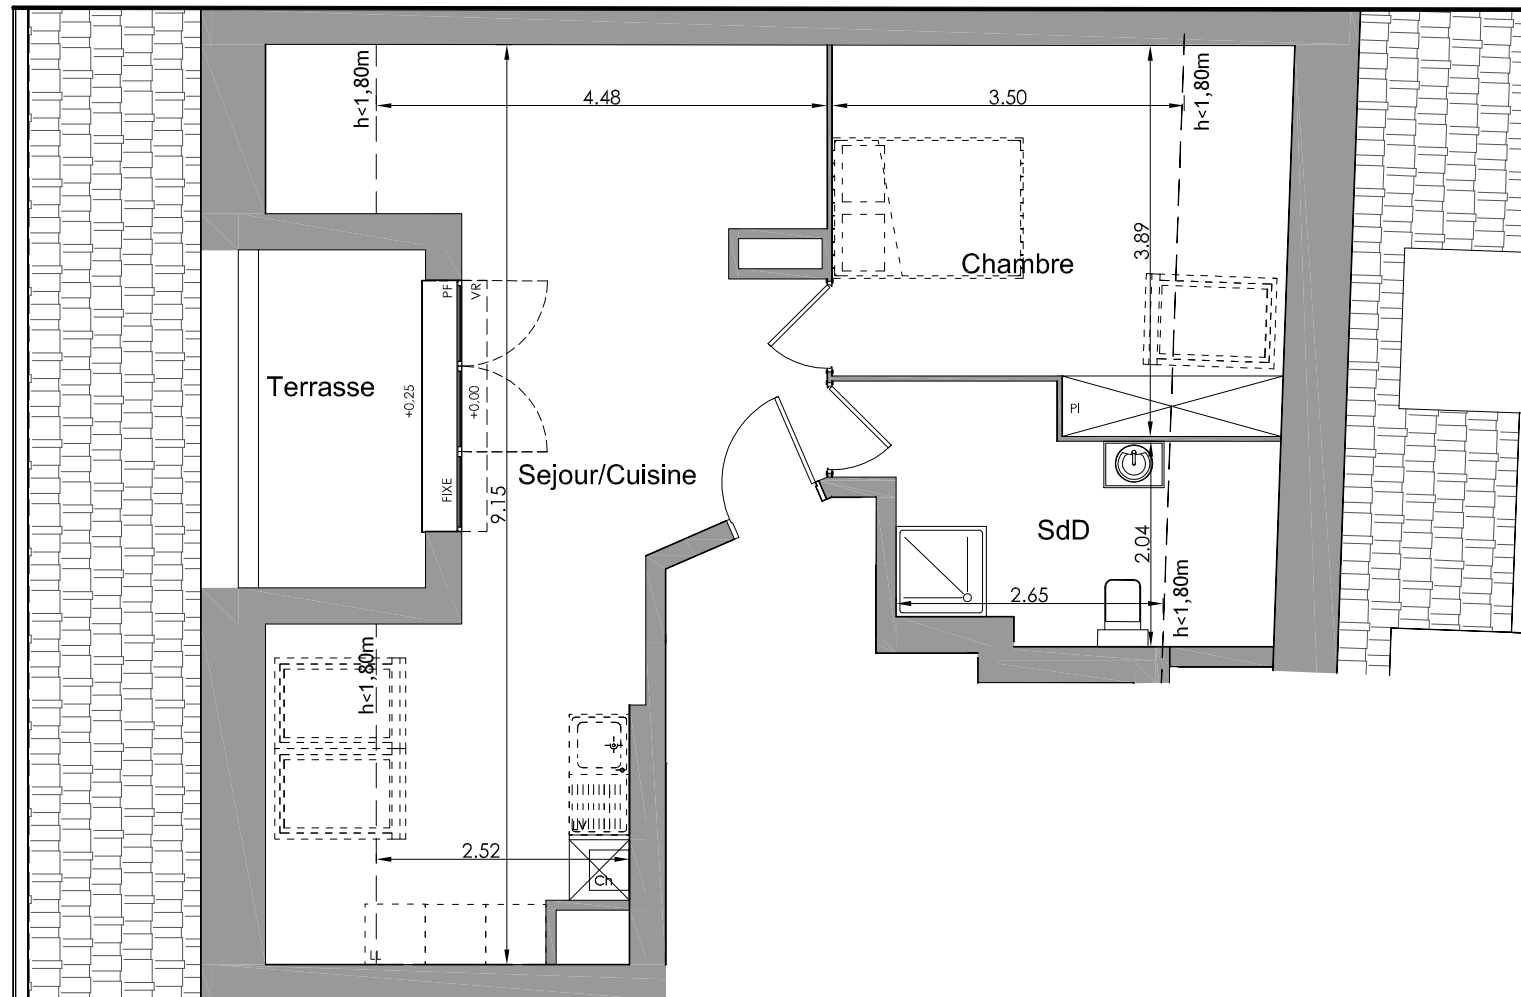 h<1,80m
4.48
3.50
h<1,80m
3.89
Chambre
PF
VR
Terrasse
+0,25
+0,00
Pl
Sejour/Cuisine
FIXE
9.15
SdD
2.04
2.65
h<1,80m
h<1,80m
LV
2.52
Ch
LL